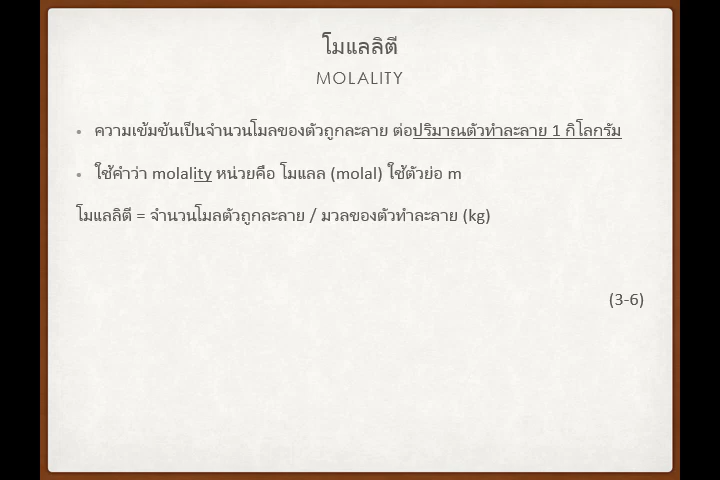 โมแลลิตี
MOLALITY
• ความเข้มข้นเป็นจำนวนโมลของตัวถูกละลาย ต่อปริมาณตัวทำละลาย 1 กิโลกรัม
• ใช้คำว่า molality หน่วยคือ โมแลล (molal) ใช้ตัวย่อ m
โมแลลิตี = จำนวนโมลตัวถูกละลาย / มวลของตัวทำละลาย (kg)
(3-6)